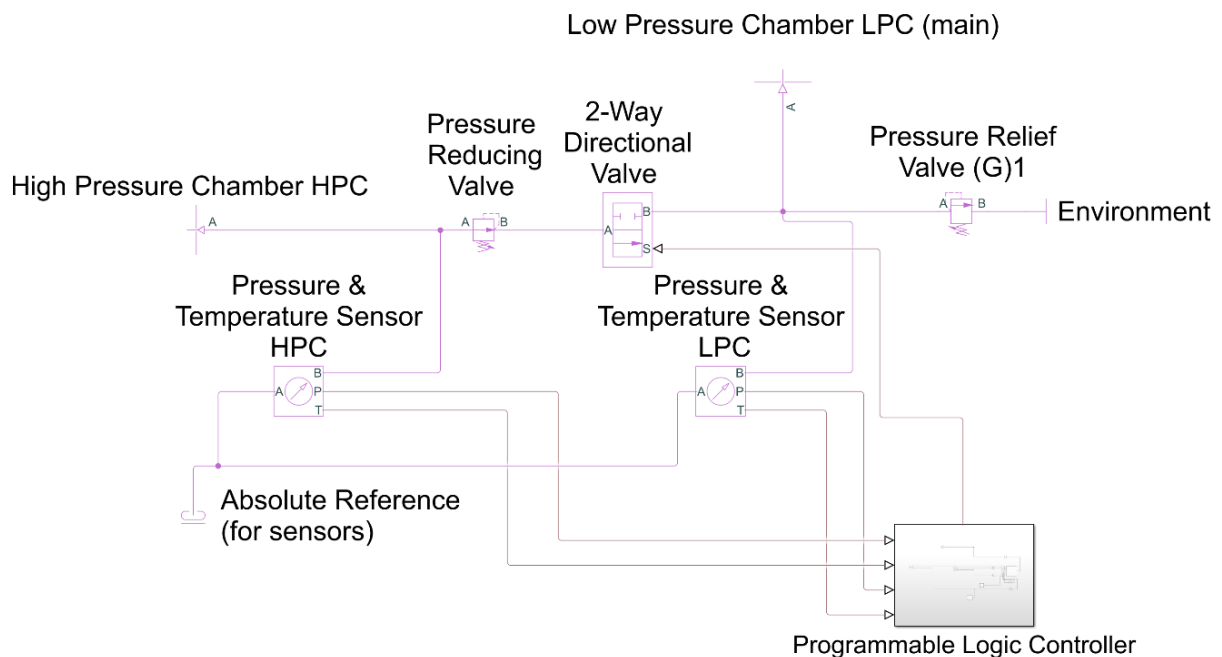 Low Pressure Chamber LPC (main)
A
2-Way
Directional
Valve
Pressure
Reducing
Valve
Pressure Relief
Valve (G)1
High Pressure Chamber HPC
A
A B
A
B
S
A B
Environment
Pressure &
Temperature Sensor
HPC
A
B
P
T
Pressure &
Temperature Sensor
LPC
A
B
P
T
Absolute Reference
(for sensors)
Programmable Logic Controller